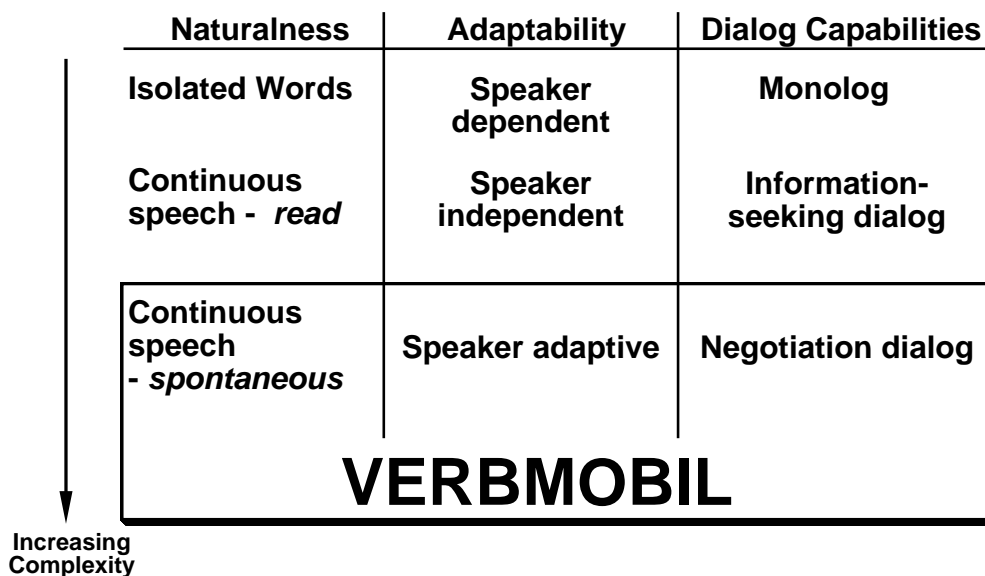 Naturalness Adaptability Dialog Capabilities
Isolated Words Speaker dependent Monolog
Continuous speech - read Speaker independent Information-seeking dialog
Continuous speech - spontaneous Speaker adaptive Negotiation dialog
VERBMOBIL
Increasing
Complexity